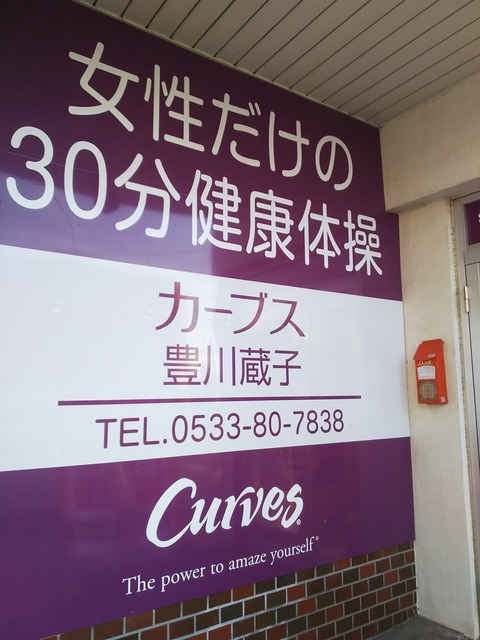 女性だけの
30分健康体操
カーブス
豊川蔵子
TEL.0533-80-7838
Curves®
The power to amaze yourself®